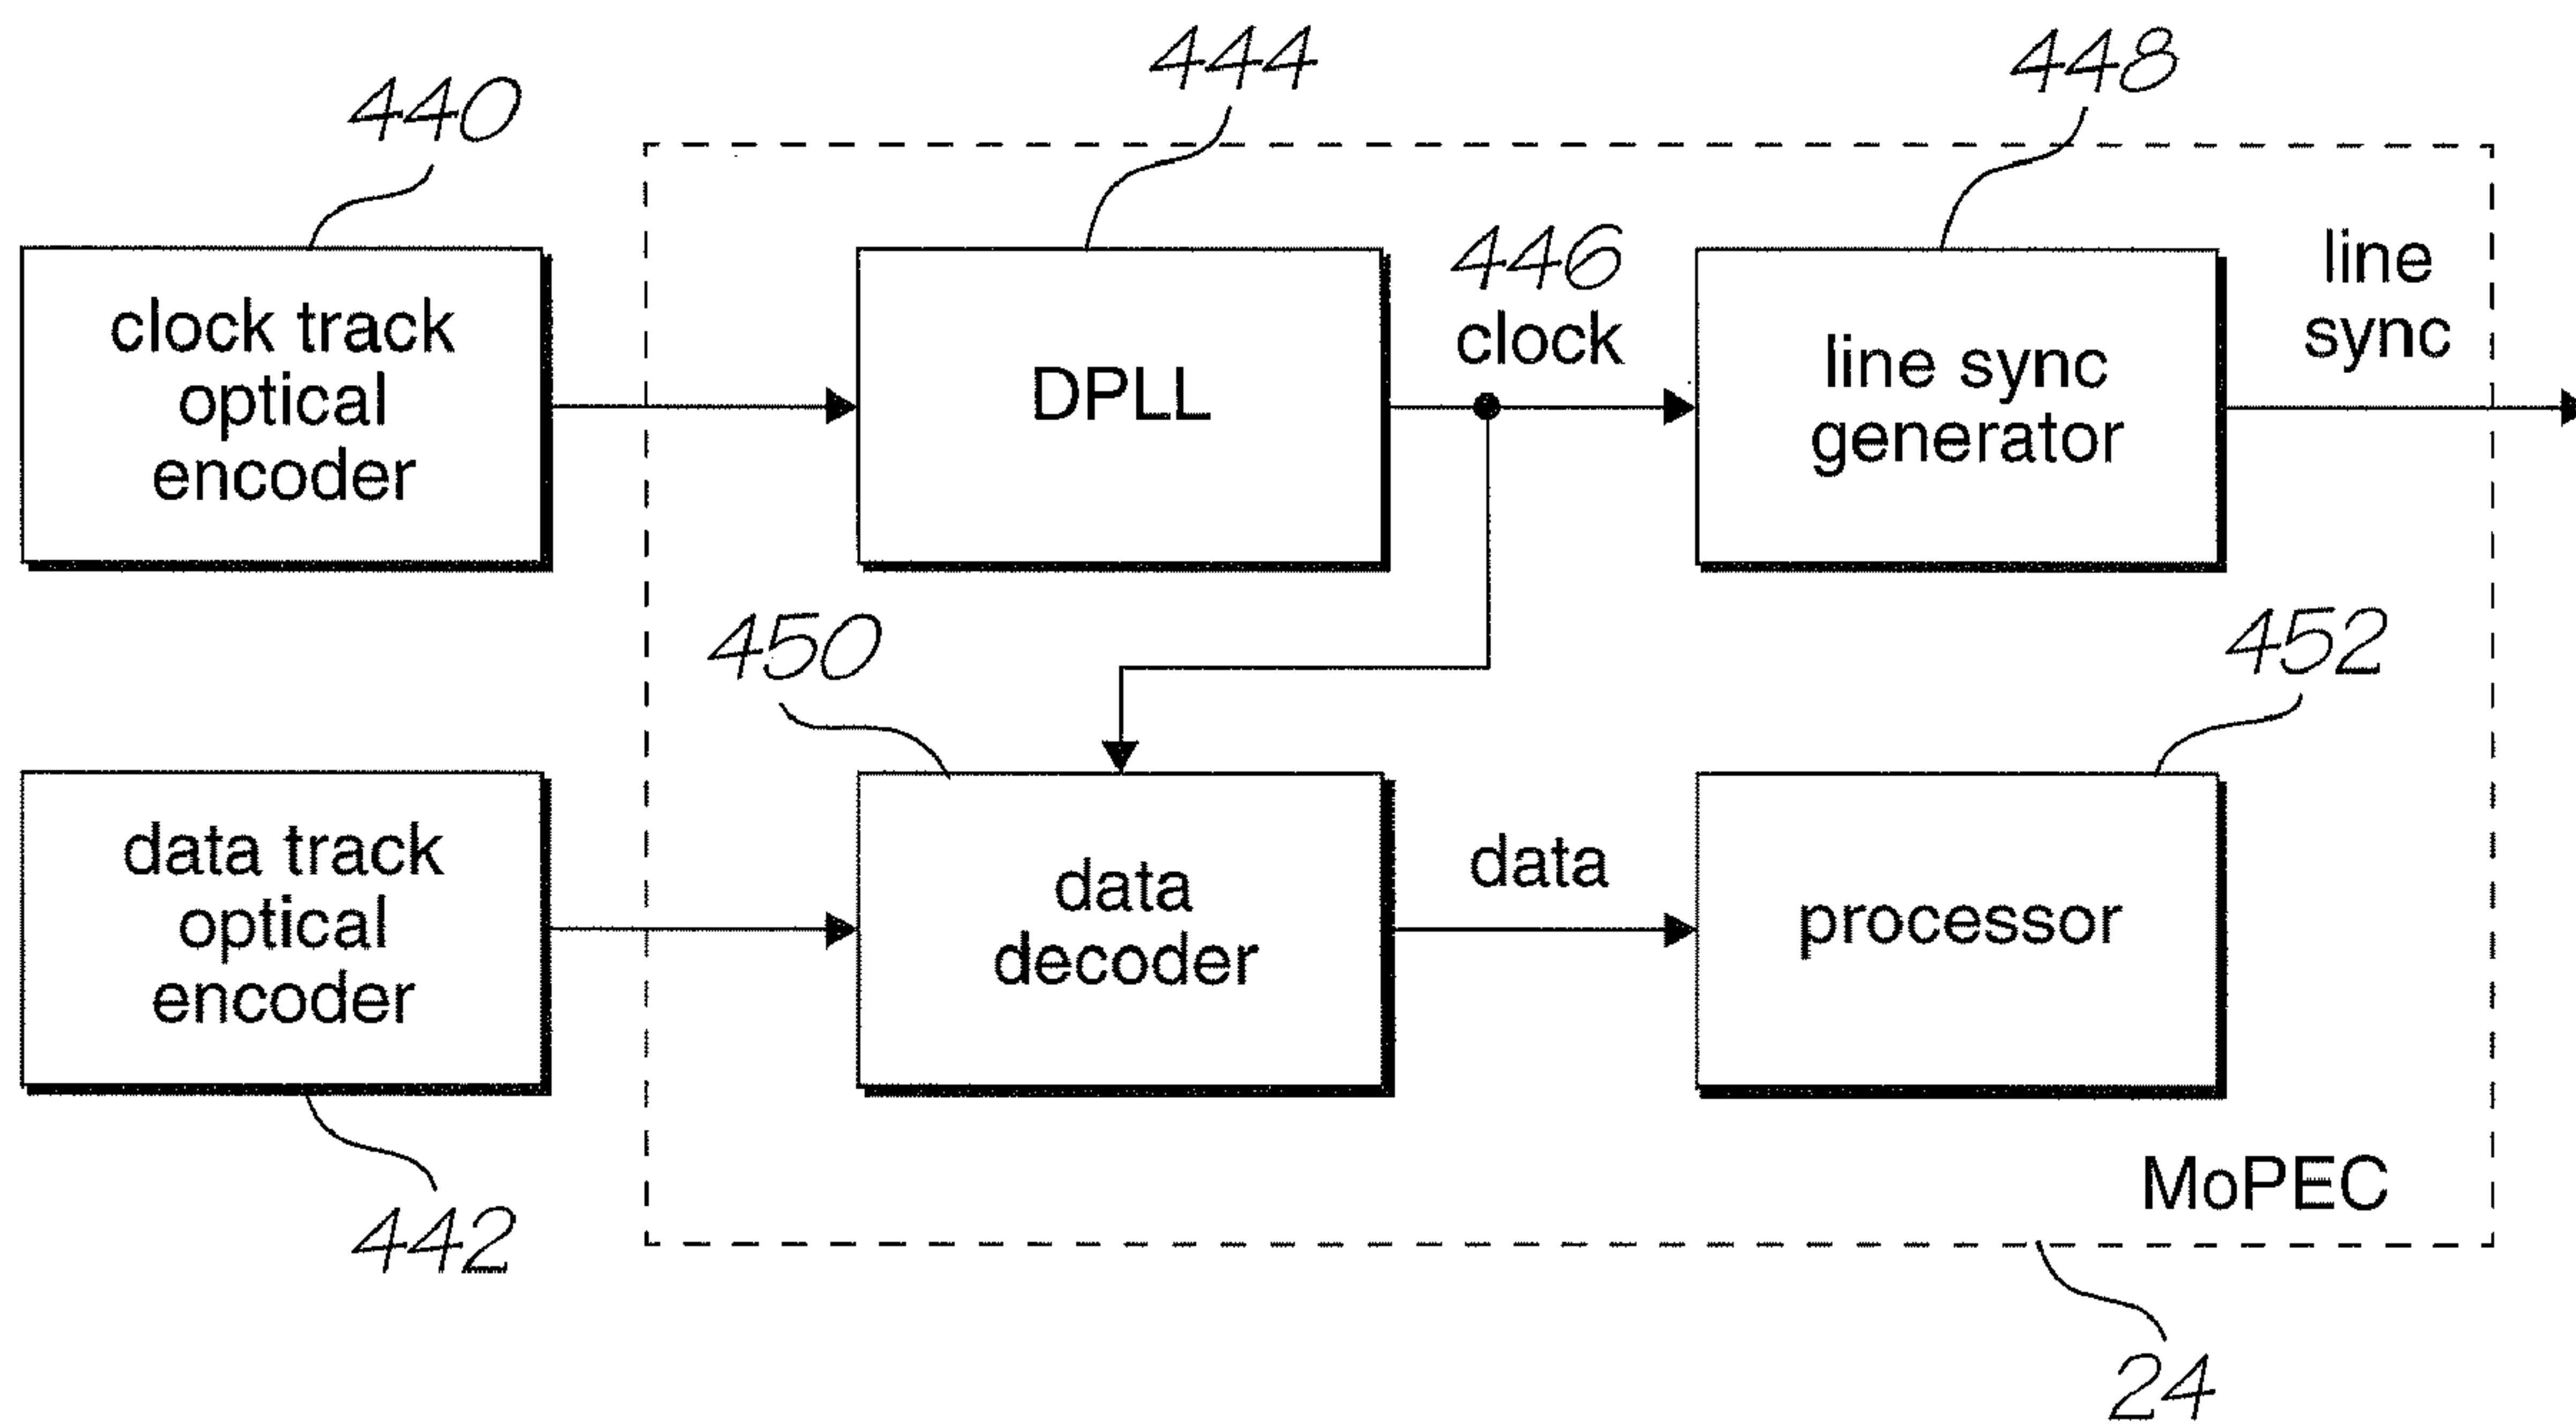 444
448
440
446
clock
line
sync
clock track
optical
encoder
DPLL
line sync
generator
450
452
data track
optical
encoder
data
decoder
data
processor
MoPEC
442
24